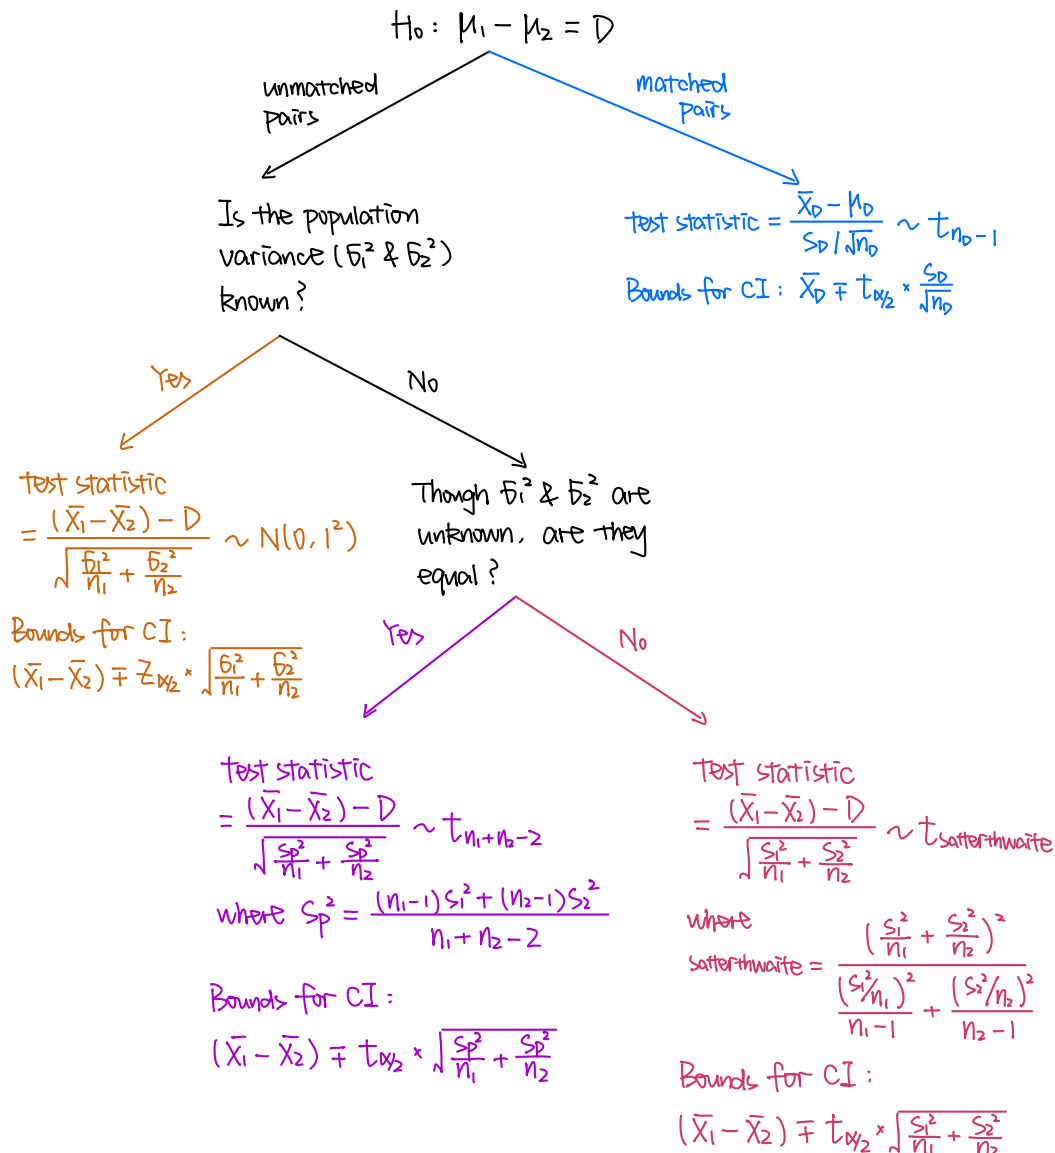 H₀: μ₁ − μ₂ = D
unmatched
pairs
matched
pairs
Is the population
variance (σ₁² & σ₂²)
known?
test statistic = (x̄_D − μ_D) / (S_D/√n_D) ~ t_{n_D−1}
Bounds for CI: x̄_D ∓ t_{α/2} * S_D/√n_D
Yes
No
test statistic
= ((x̄₁ − x̄₂) − D) / √(σ₁²/n₁ + σ₂²/n₂) ~ N(0, 1²)
Bounds for CI:
(x̄₁ − x̄₂) ∓ Z_{α/2} * √(σ₁²/n₁ + σ₂²/n₂)
Though σ₁² & σ₂² are
unknown, are they
equal?
Yes
No
test statistic
= ((x̄₁ − x̄₂) − D) / √(Sp²/n₁ + Sp²/n₂) ~ t_{n₁+n₂−2}
where Sp² = ((n₁−1)S₁² + (n₂−1)S₂²) / (n₁ + n₂ − 2)
Bounds for CI:
(x̄₁ − x̄₂) ∓ t_{α/2} * √(Sp²/n₁ + Sp²/n₂)
test statistic
= ((x̄₁ − x̄₂) − D) / √(S₁²/n₁ + S₂²/n₂) ~ t_{satterthwaite}
where
satterthwaite = (S₁²/n₁ + S₂²/n₂)² / ((S₁²/n₁)²/(n₁−1) + (S₂²/n₂)²/(n₂−1))
Bounds for CI:
(x̄₁ − x̄₂) ∓ t_{α/2} * √(S₁²/n₁ + S₂²/n₂)